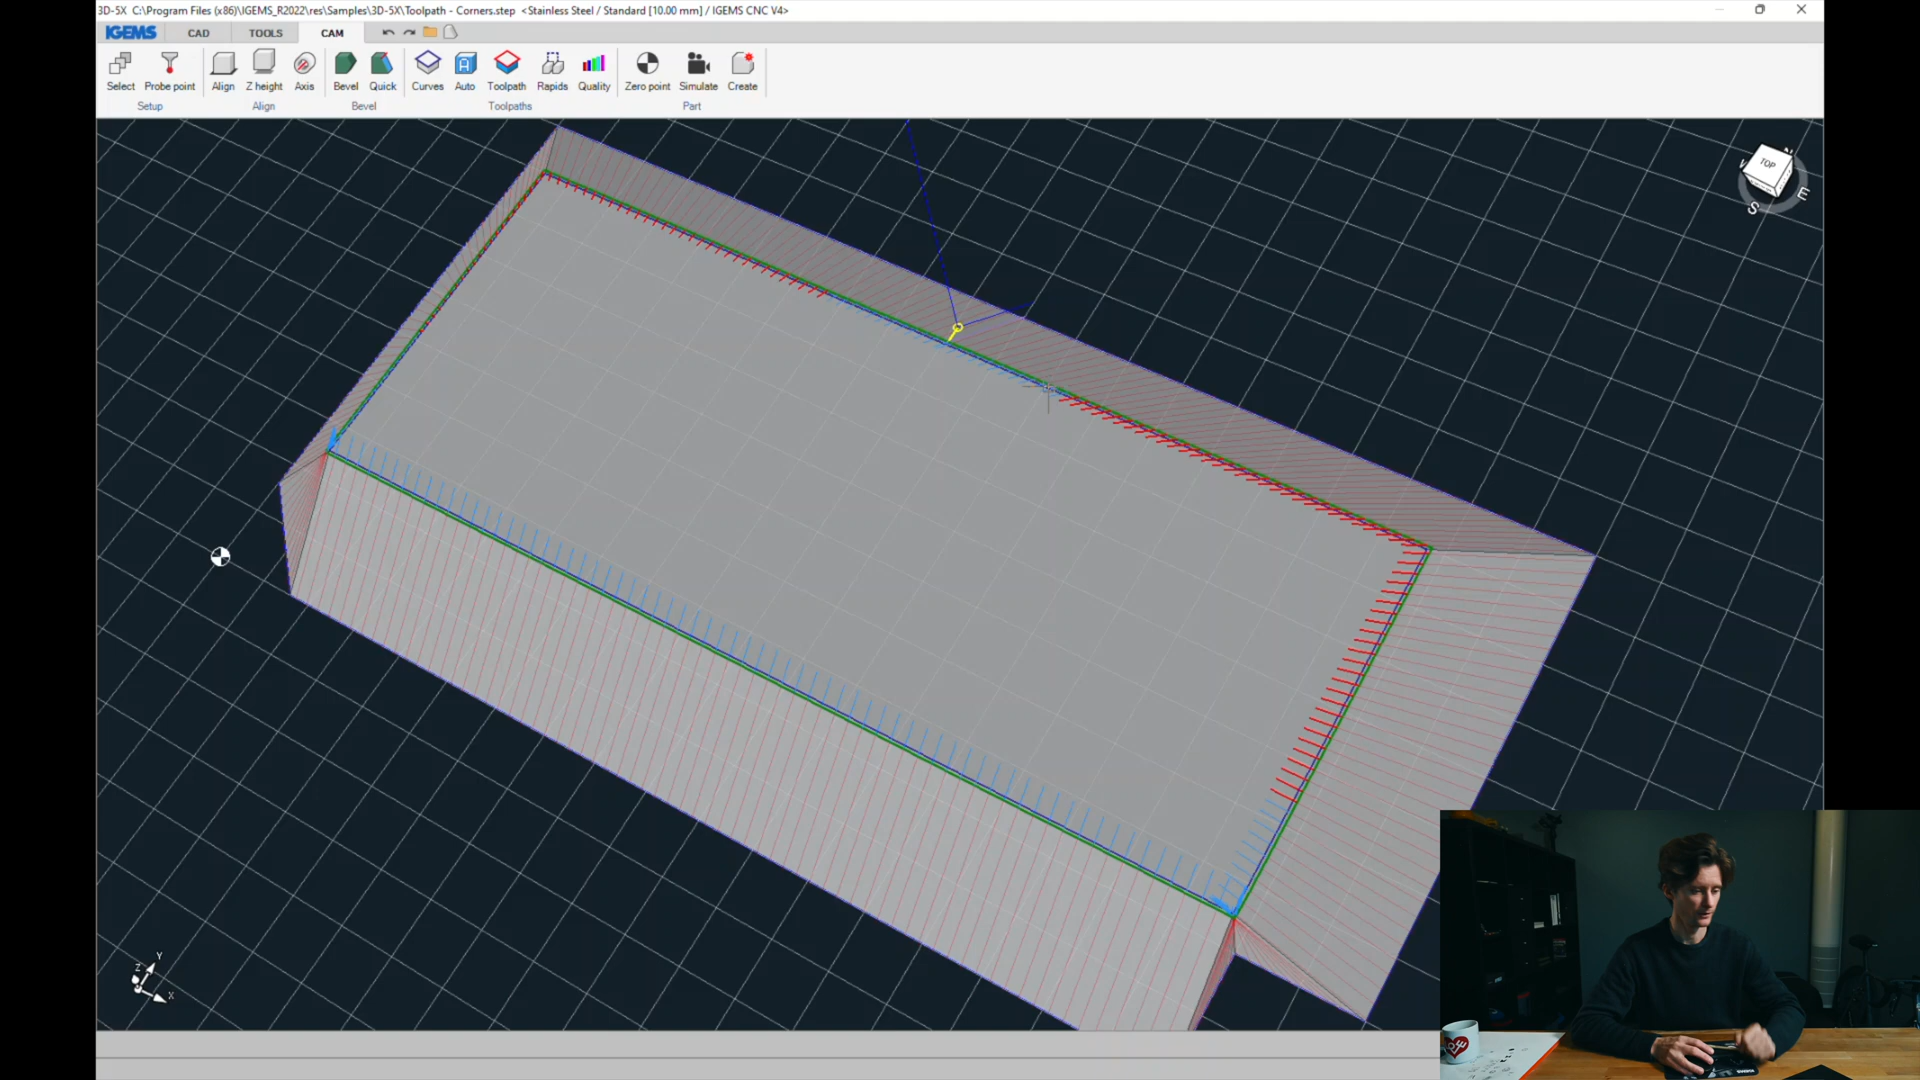 3D-5X C:\Program Files (x86)\IGEMS_R2022\res\Samples\3D-5X\Toolpath - Corners.step <Stainless Steel / Standard [10.00 mm] / IGEMS CNC V4>
IGEMS CAD TOOLS CAM
Select Probe point Align Z height Axis Bevel Quick Curves Auto Toolpath Rapids Quality Zero point Simulate Create
Setup Align Bevel Toolpaths Part
TOP
E
S
Y
Z
X